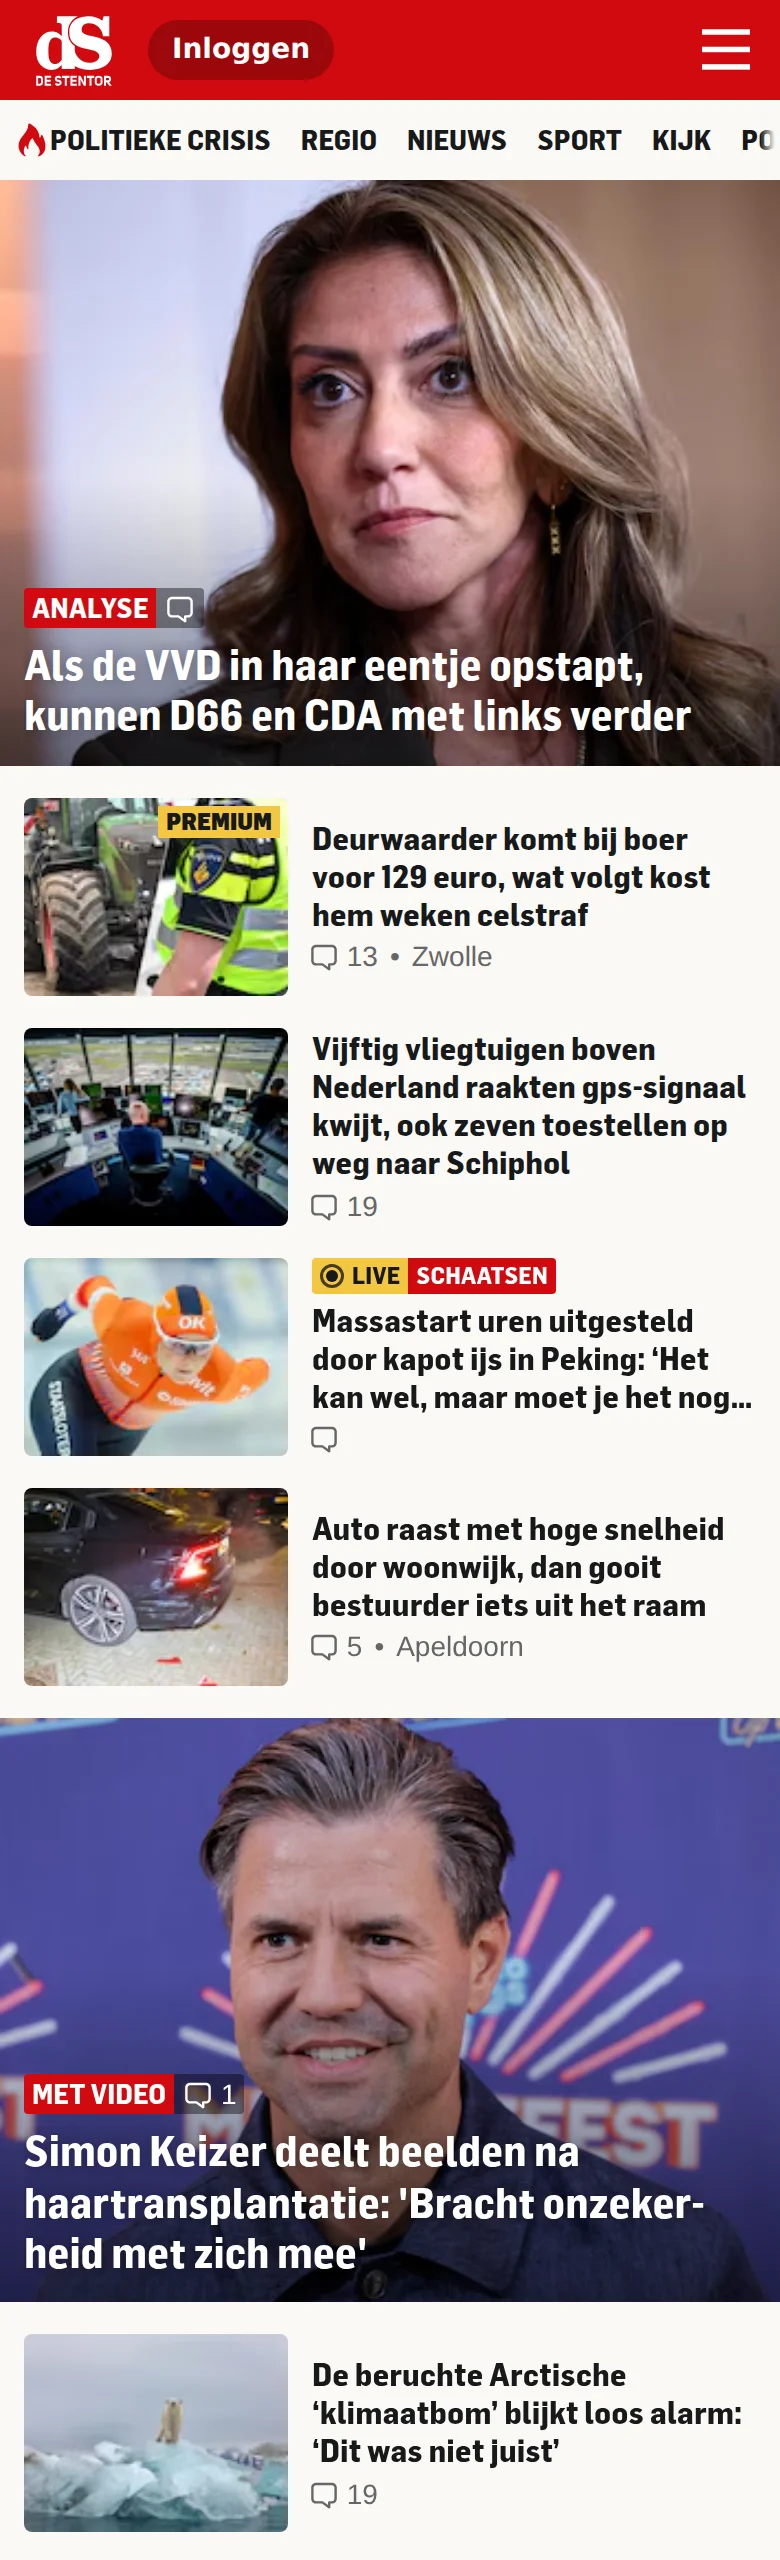 dS
DE STENTOR
Inloggen
POLITIEKE CRISIS REGIO NIEUWS SPORT KIJK PO
ANALYSE
Als de VVD in haar eentje opstapt,
kunnen D66 en CDA met links verder
PREMIUM
Deurwaarder komt bij boer
voor 129 euro, wat volgt kost
hem weken celstraf
13 • Zwolle
Vijftig vliegtuigen boven
Nederland raakten gps-signaal
kwijt, ook zeven toestellen op
weg naar Schiphol
19
OK
LIVE SCHAATSEN
Massastart uren uitgesteld
door kapot ijs in Peking: ‘Het
kan wel, maar moet je het nog...
Auto raast met hoge snelheid
door woonwijk, dan gooit
bestuurder iets uit het raam
5 • Apeldoorn
FEEST
MET VIDEO 1
Simon Keizer deelt beelden na
haartransplantatie: 'Bracht onzeker-
heid met zich mee'
De beruchte Arctische
‘klimaatbom’ blijkt loos alarm:
‘Dit was niet juist’
19